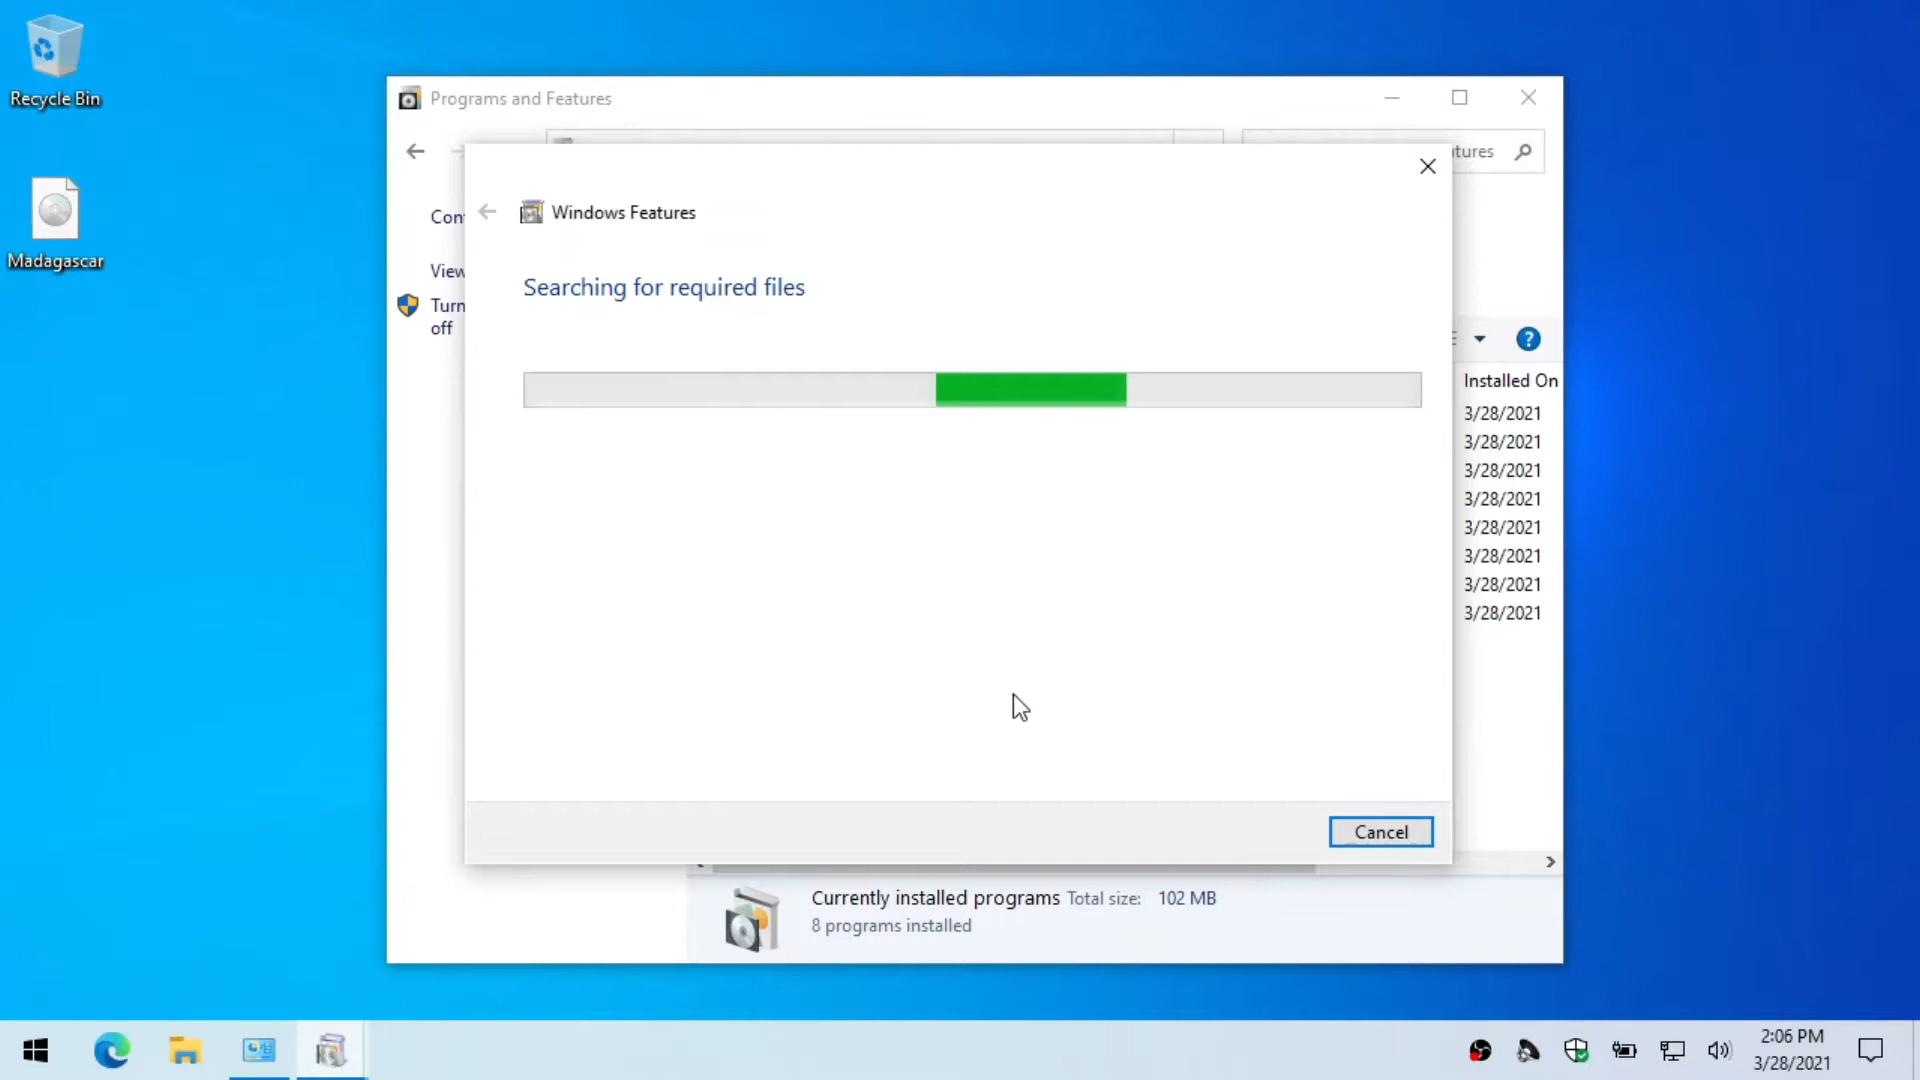 Recycle Bin
Madagascar
Programs and Features
tures
Con
View
Turn
off
Windows Features
Searching for required files
Installed On
3/28/2021
3/28/2021
3/28/2021
3/28/2021
3/28/2021
3/28/2021
3/28/2021
3/28/2021
Cancel
Currently installed programs Total size: 102 MB
8 programs installed
2:06 PM
3/28/2021